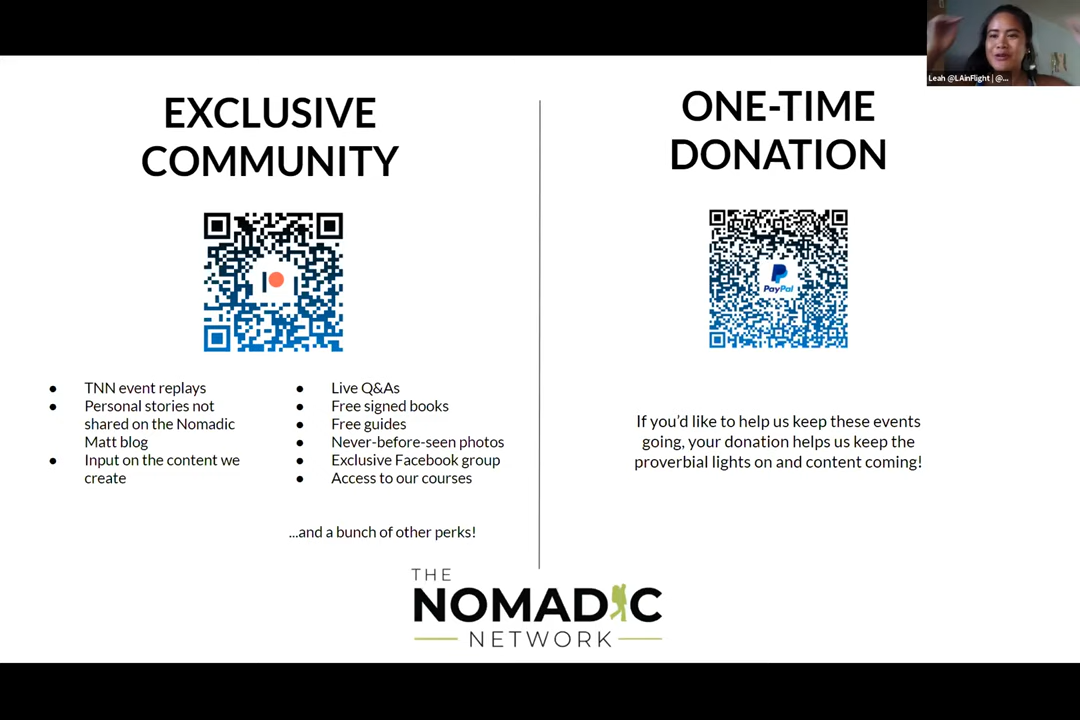 Leah @LAinFlight | @...
EXCLUSIVE
COMMUNITY
TNN event replays
Personal stories not
shared on the Nomadic
Matt blog
Input on the content we
create
Live Q&As
Free signed books
Free guides
Never-before-seen photos
Exclusive Facebook group
Access to our courses
...and a bunch of other perks!
ONE-TIME
DONATION
PayPal
If you’d like to help us keep these events
going, your donation helps us keep the
proverbial lights on and content coming!
THE
NOMADIC
NETWORK